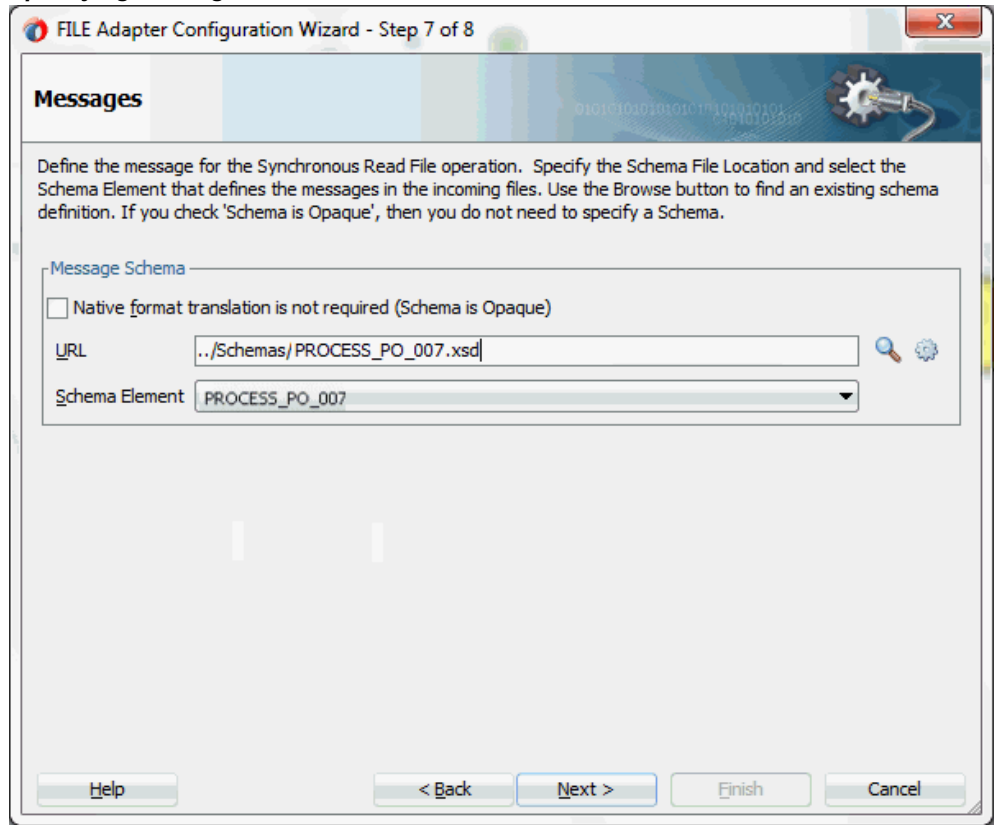 FILE Adapter Configuration Wizard - Step 7 of 8
Messages
Define the message for the Synchronous Read File operation. Specify the Schema File Location and select the
Schema Element that defines the messages in the incoming files. Use the Browse button to find an existing schema
definition. If you check 'Schema is Opaque', then you do not need to specify a Schema.
Message Schema
Native format translation is not required (Schema is Opaque)
URL ../Schemas/PROCESS_PO_007.xsd
Schema Element PROCESS_PO_007
Help < Back Next > Finish Cancel